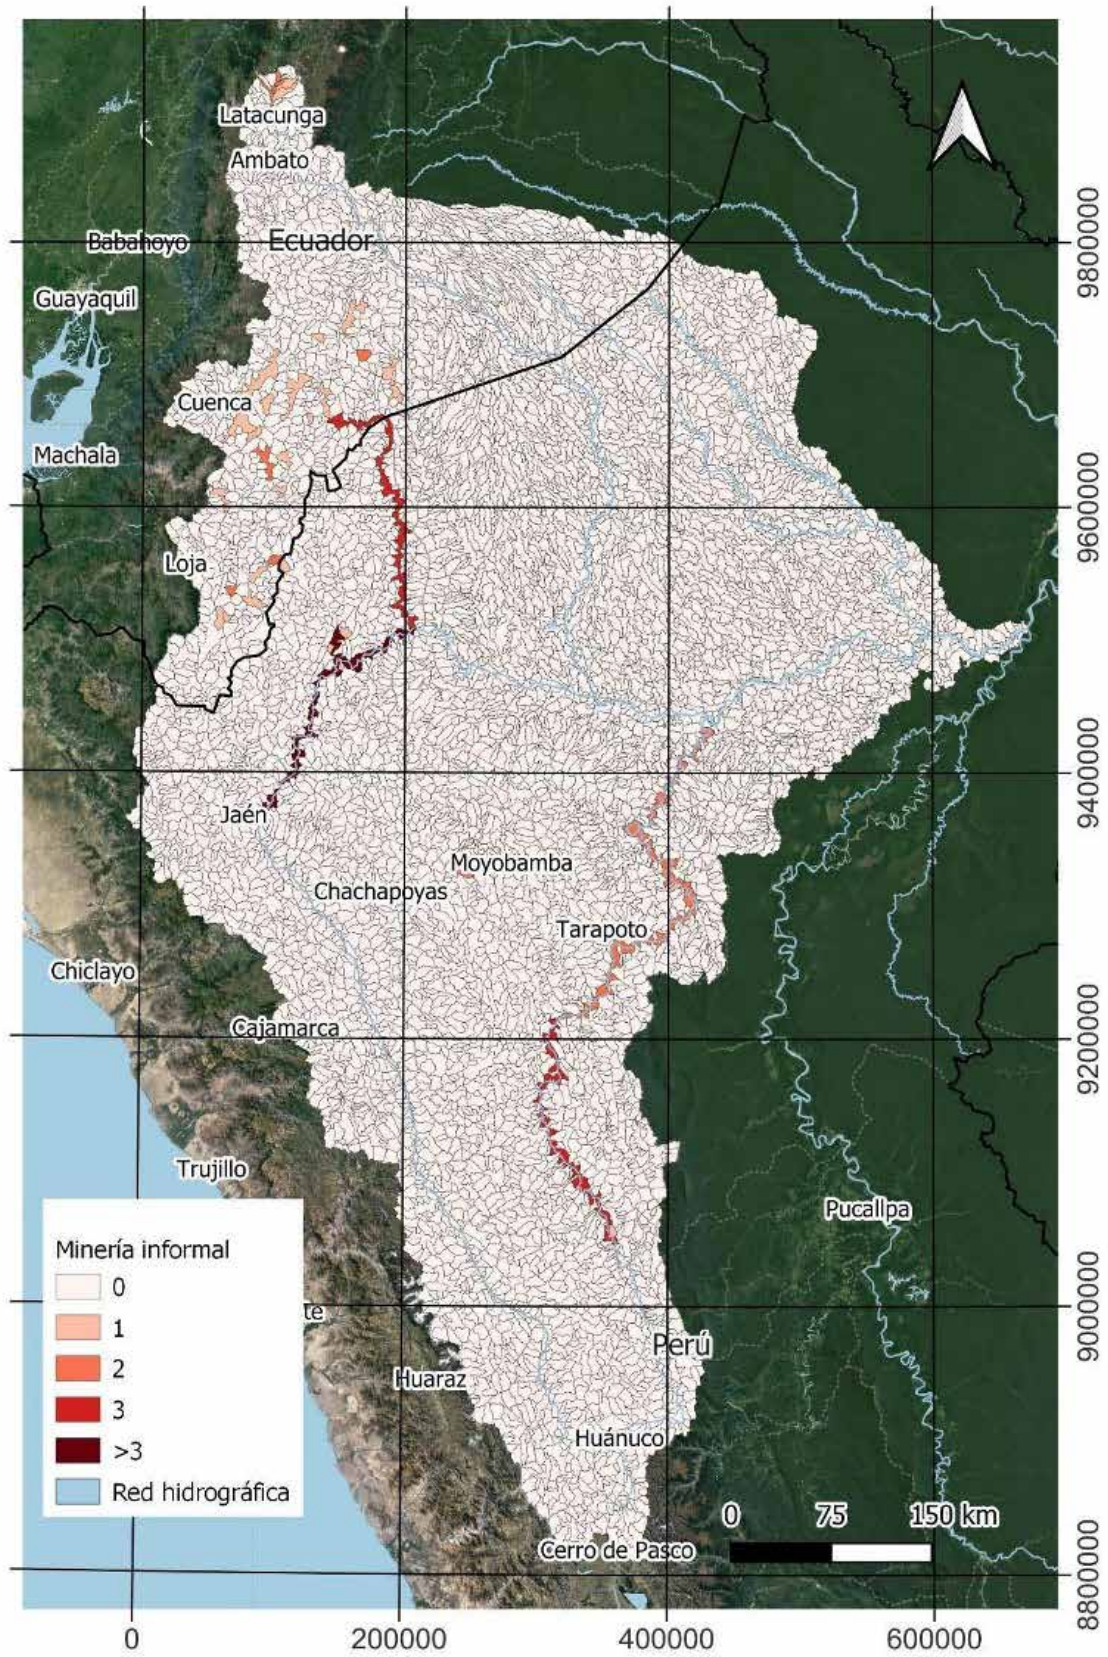 Latacunga
Ambato
Babahoyo
Ecuador
Guayaquil
Cuenca
Machala
Loja
Jaén
Moyobamba
Chachapoyas
Tarapoto
Chiclayo
Cajamarca
Trujillo
Pucallpa
te
Perú
Huaraz
Huánuco
Cerro de Pasco
Minería informal
0
1
2
3
>3
Red hidrográfica
0 75 150 km
9800000
9600000
9400000
9200000
9000000
8800000
0 200000 400000 600000